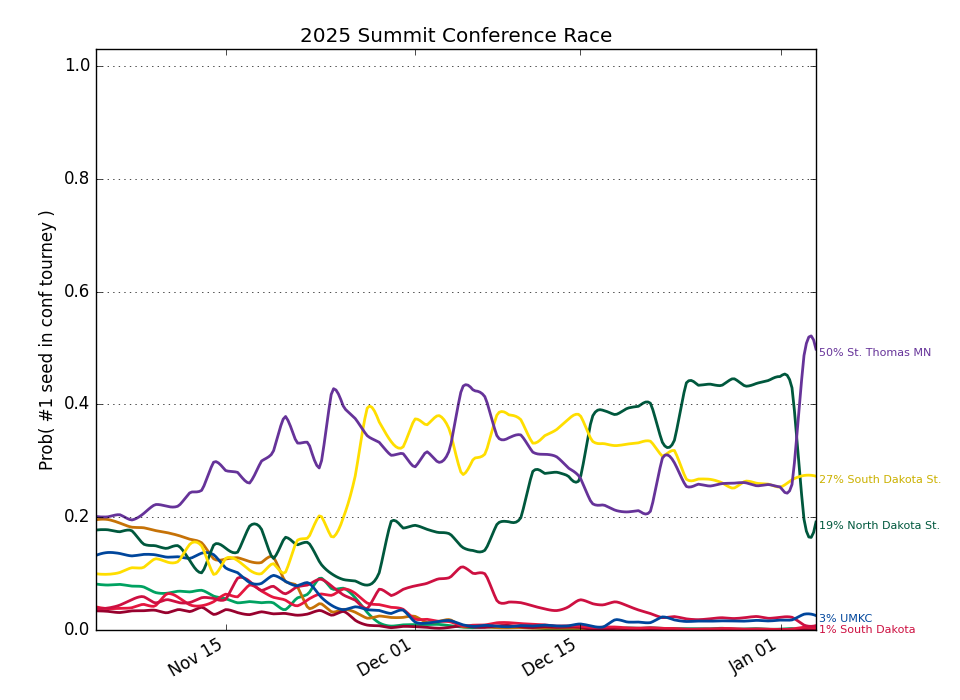 2025 Summit Conference Race
Prob( #1 seed in conf tourney )
1.0
0.8
0.6
0.4
0.2
0.0
Nov 15
Dec 01
Dec 15
Jan 01
50% St. Thomas MN
27% South Dakota St.
19% North Dakota St.
3% UMKC
1% South Dakota